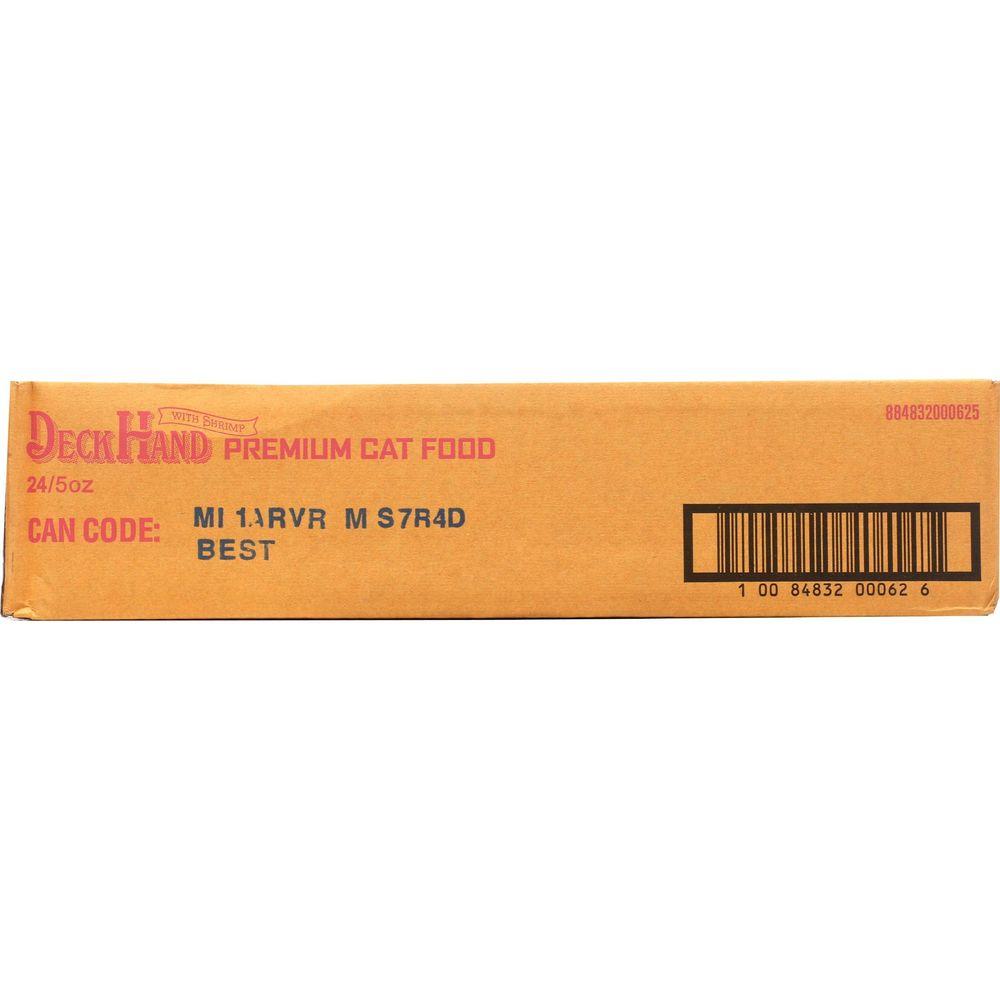 DECKHAND WITH SHRIMP PREMIUM CAT FOOD
884832000625
24/5oz
CAN CODE: MI 1ARVR M S7R4D
BEST
1 00 84832 00062 6